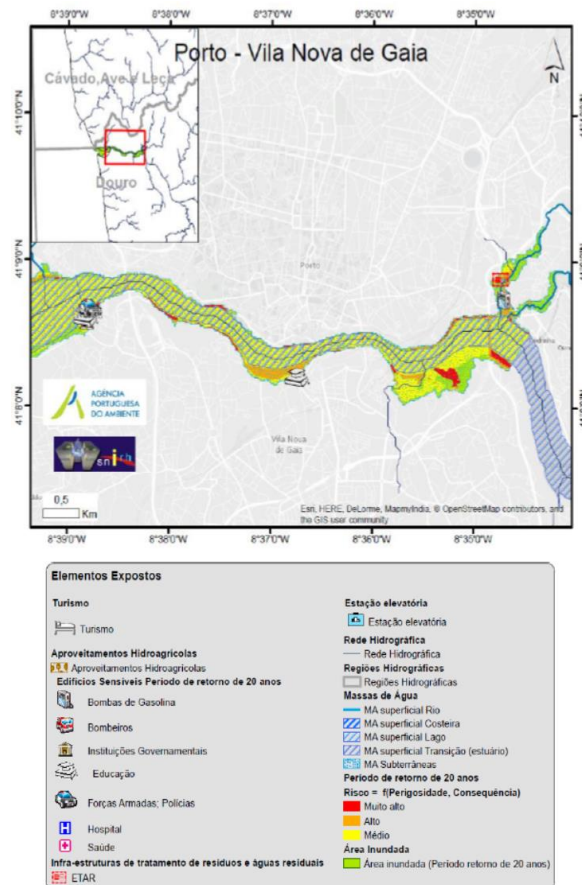 8°39'0"W 8°38'0"W 8°37'0"W 8°36'0"W 8°35'0"W
Porto - Vila Nova de Gaia
Cávado, Ave e Leça
Douro
N
41°10'0"N
41°9'0"N
41°8'0"N
Porto
AGÊNCIA
PORTUGUESA
DO AMBIENTE
Vila Nova
de Gaia
0,5
Km
Esri, HERE, DeLorme, MapmyIndia, © OpenStreetMap contributors, and
the GIS user community
8°39'0"W 8°38'0"W 8°37'0"W 8°36'0"W 8°35'0"W
Elementos Expostos
Turismo
Turismo
Aproveitamentos Hidroagricolas
Aproveitamentos Hidroagricolas
Edifícios Sensíveis Periodo de retorno de 20 anos
Bombas de Gasolina
Bombeiros
Instituições Governamentais
Educação
Forças Armadas; Polícias
H Hospital
Saúde
Infra-estruturas de tratamento de resíduos e águas residuais
ETAR
Estação elevatória
Estação elevatória
Rede Hidrográfica
Rede Hidrográfica
Regiões Hidrográficas
Regiões Hidrográficas
Massas de Água
MA superficial Rio
MA superficial Costeira
MA superficial Lago
MA superficial Transição (estuário)
MA Subterrâneas
Periodo de retorno de 20 anos
Risco = f(Perigosidade, Consequência)
Muito alto
Alto
Médio
Área Inundada
Área inundada (Período retorno de 20 anos)